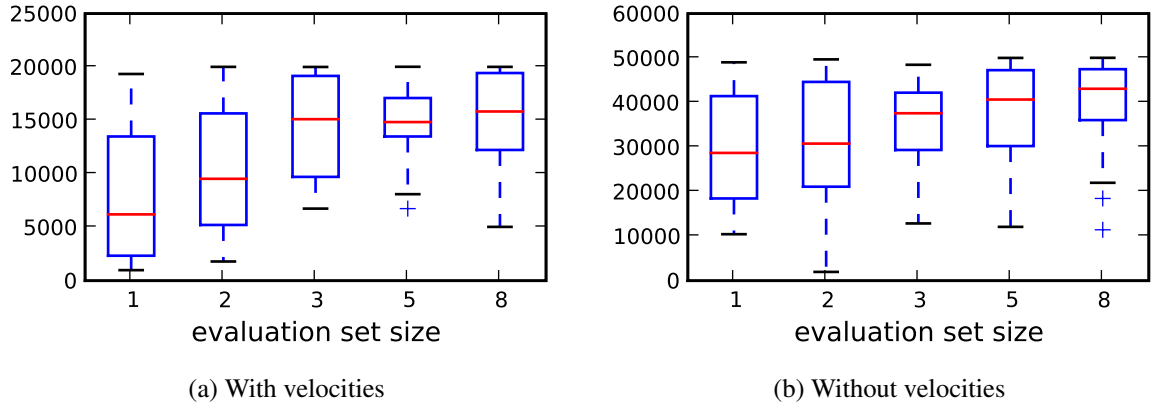 25000
20000
15000
10000
5000
0
1 2 3 5 8
evaluation set size
(a) With velocities
60000
50000
40000
30000
20000
10000
0
1 2 3 5 8
evaluation set size
(b) Without velocities